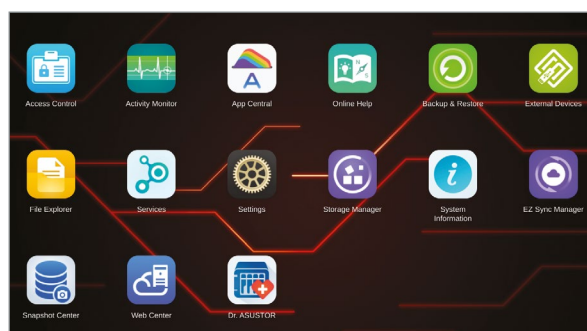 Access Control
Activity Monitor
App Central
Online Help
Backup & Restore
External Devices
File Explorer
Services
Settings
Storage Manager
System
Information
EZ Sync Manager
Snapshot Center
Web Center
Dr. ASUSTOR